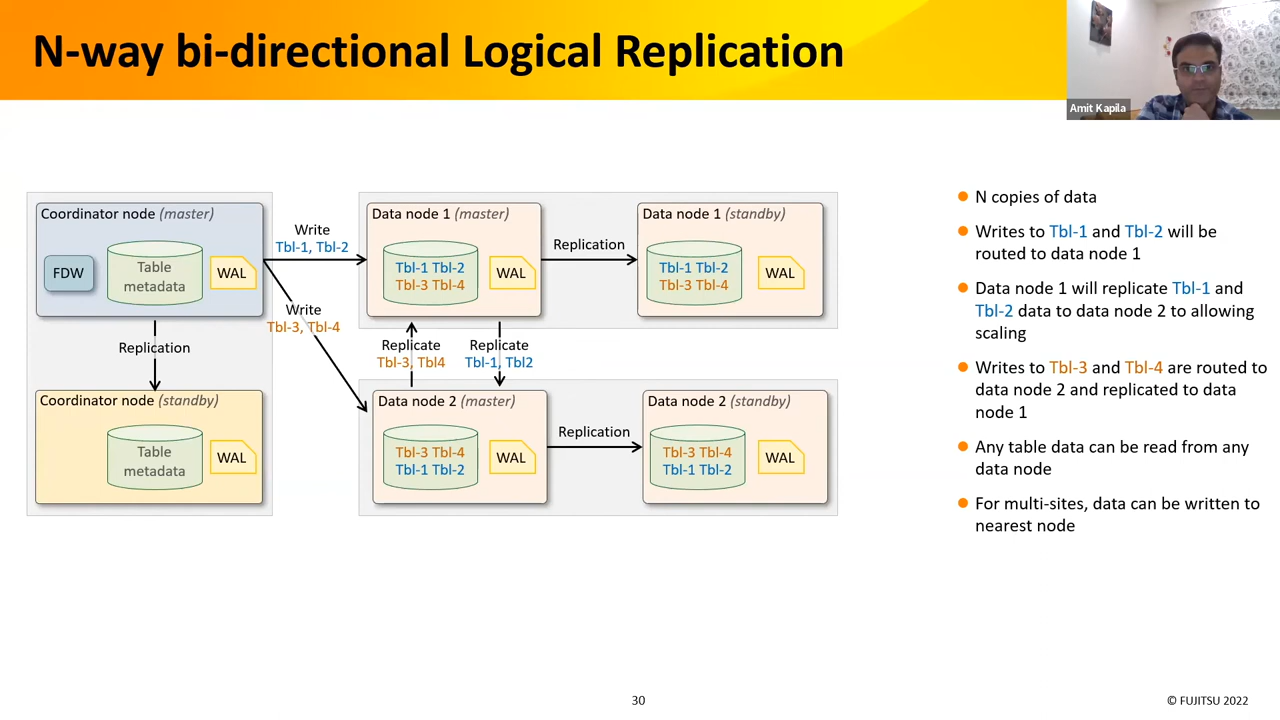 N-way bi-directional Logical Replication
Amit Kapila
Coordinator node (master)
FDW
Table
metadata
WAL
Replication
Coordinator node (standby)
Table
metadata
WAL
Write
Tbl-1, Tbl-2
Write
Tbl-3, Tbl-4
Data node 1 (master)
Tbl-1 Tbl-2
Tbl-3 Tbl-4
WAL
Replication
Data node 1 (standby)
Tbl-1 Tbl-2
Tbl-3 Tbl-4
WAL
Replicate
Tbl-3, Tbl4
Replicate
Tbl-1, Tbl2
Data node 2 (master)
Tbl-3 Tbl-4
Tbl-1 Tbl-2
WAL
Replication
Data node 2 (standby)
Tbl-3 Tbl-4
Tbl-1 Tbl-2
WAL
N copies of data
Writes to Tbl-1 and Tbl-2 will be
routed to data node 1
Data node 1 will replicate Tbl-1 and
Tbl-2 data to data node 2 to allowing
scaling
Writes to Tbl-3 and Tbl-4 are routed to
data node 2 and replicated to data
node 1
Any table data can be read from any
data node
For multi-sites, data can be written to
nearest node
30
© FUJITSU 2022